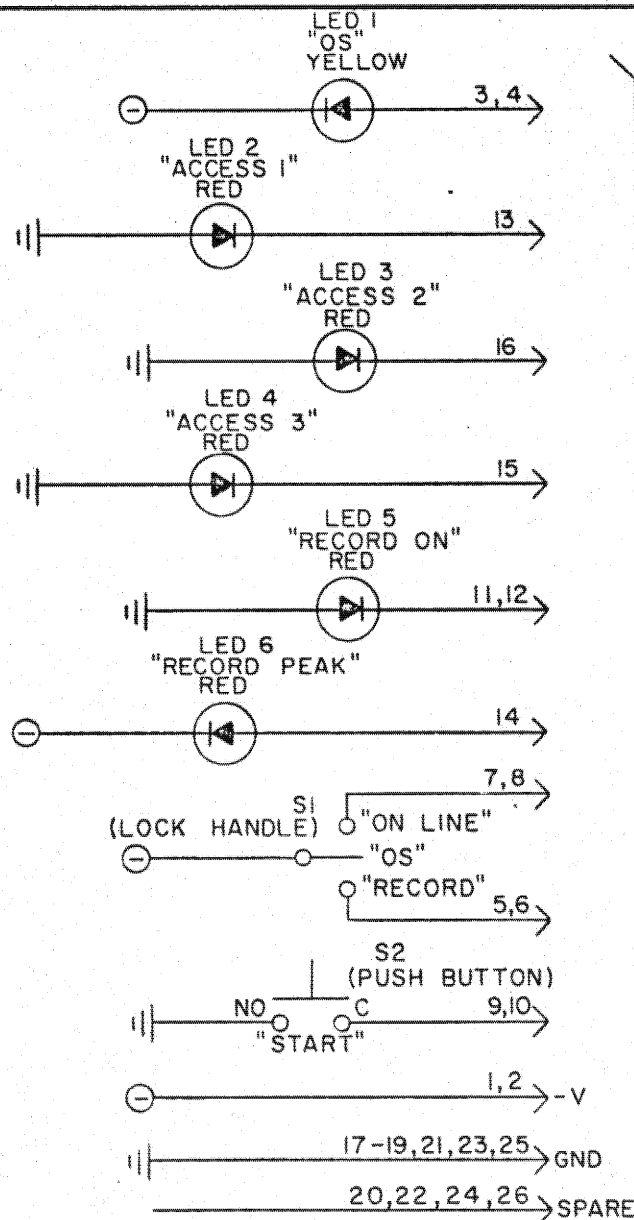 LED 1
"OS"
YELLOW
3, 4
LED 2
"ACCESS 1"
RED
13
LED 3
"ACCESS 2"
RED
16
LED 4
"ACCESS 3"
RED
15
LED 5
"RECORD ON"
RED
11,12
LED 6
"RECORD PEAK"
RED
14
7,8
S1
(LOCK HANDLE)
"ON LINE"
"OS"
"RECORD"
5,6
S2
(PUSH BUTTON)
NO C 9,10
"START"
1, 2
-V
17-19,21,23,25
GND
20,22,24,26
SPARE